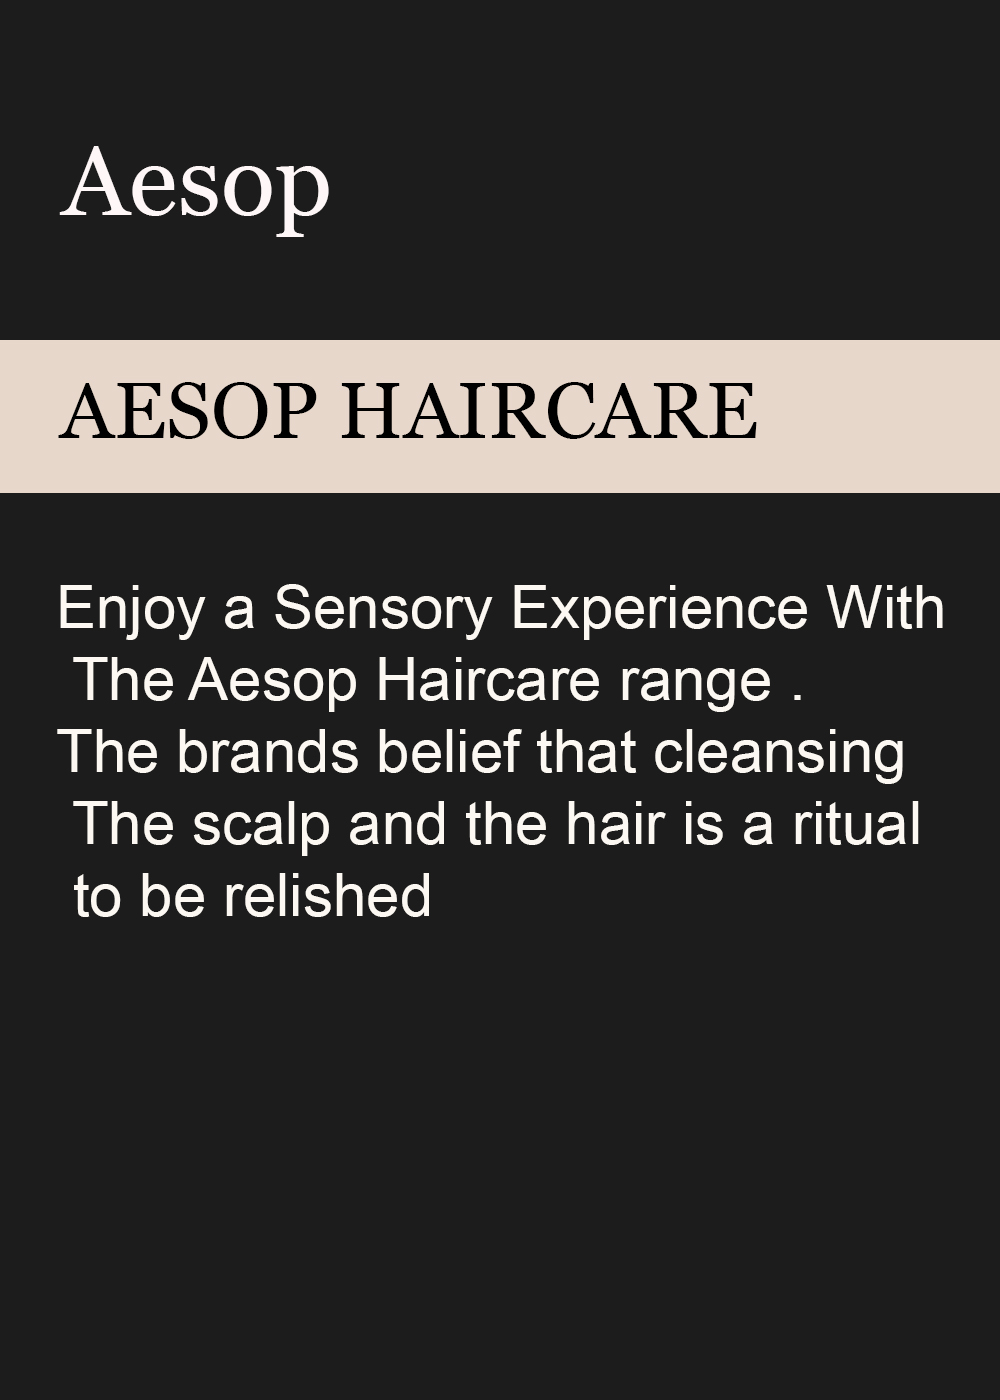 Aesop
AESOP HAIRCARE
Enjoy a Sensory Experience With
The Aesop Haircare range .
The brands belief that cleansing
The scalp and the hair is a ritual
to be relished